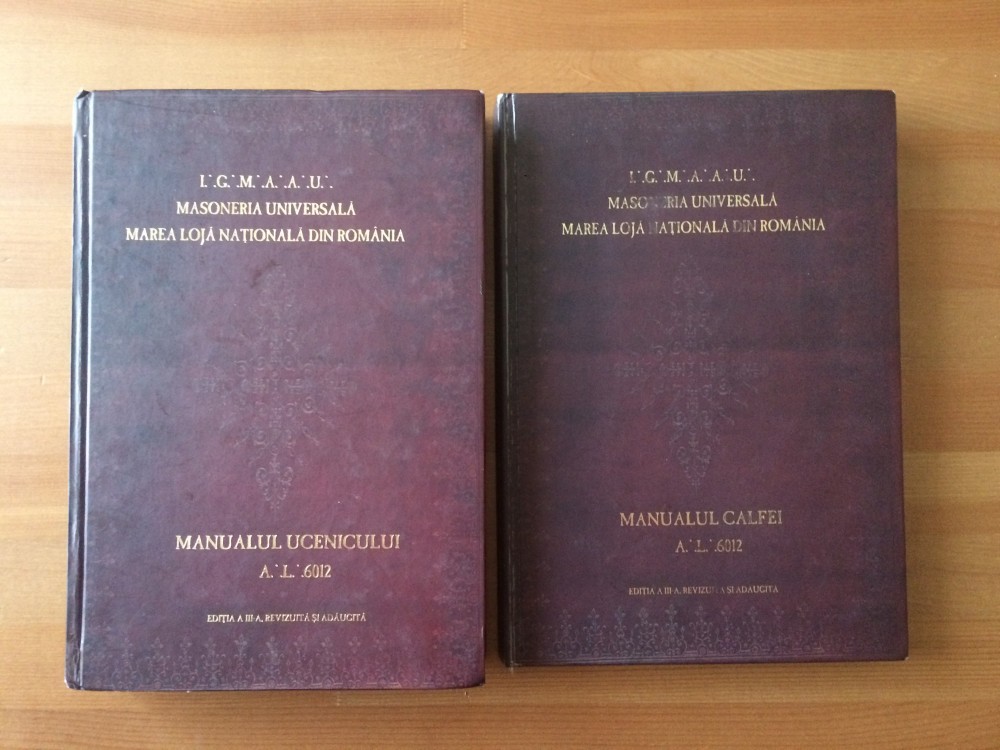 I.∴G.∴M.∴A.∴A.∴U.∴
MASONERIA UNIVERSALĂ
MAREA LOJĂ NAȚIONALĂ DIN ROMÂNIA
MANUALUL UCENICULUI
A.∴L.∴6012
EDIȚIA A III-A, REVIZUITĂ ȘI ADĂUGITĂ
I.∴G.∴M.∴A.∴A.∴U.∴
MASONERIA UNIVERSALĂ
MAREA LOJĂ NAȚIONALĂ DIN ROMÂNIA
MANUALUL CALFEI
A.∴L.∴6012
EDIȚIA A III-A, REVIZUITĂ ȘI ADĂUGITĂ